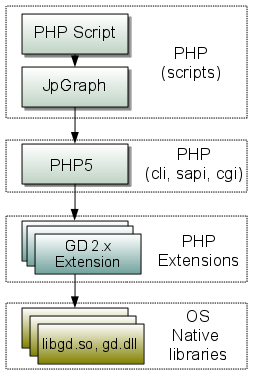 PHP Script
JpGraph
PHP
(scripts)
PHP5
PHP
(cli, sapi, cgi)
GD 2.x
Extension
PHP
Extensions
libgd.so, gd.dll
OS
Native
libraries